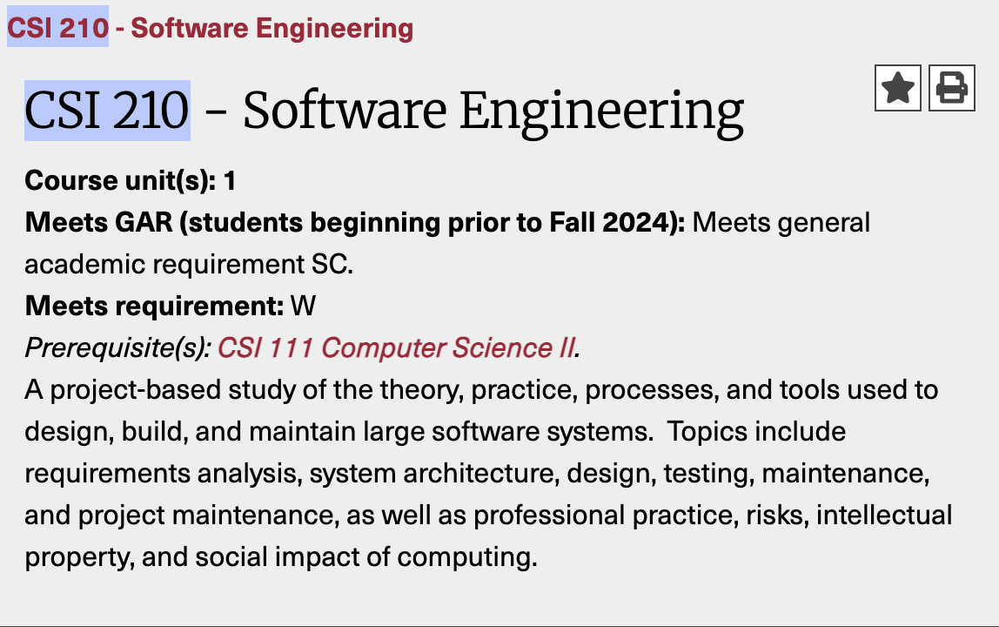 CSI 210 - Software Engineering
CSI 210 - Software Engineering
Course unit(s): 1
Meets GAR (students beginning prior to Fall 2024): Meets general
academic requirement SC.
Meets requirement: W
Prerequisite(s): CSI 111 Computer Science II.
A project-based study of the theory, practice, processes, and tools used to
design, build, and maintain large software systems.  Topics include
requirements analysis, system architecture, design, testing, maintenance,
and project maintenance, as well as professional practice, risks, intellectual
property, and social impact of computing.